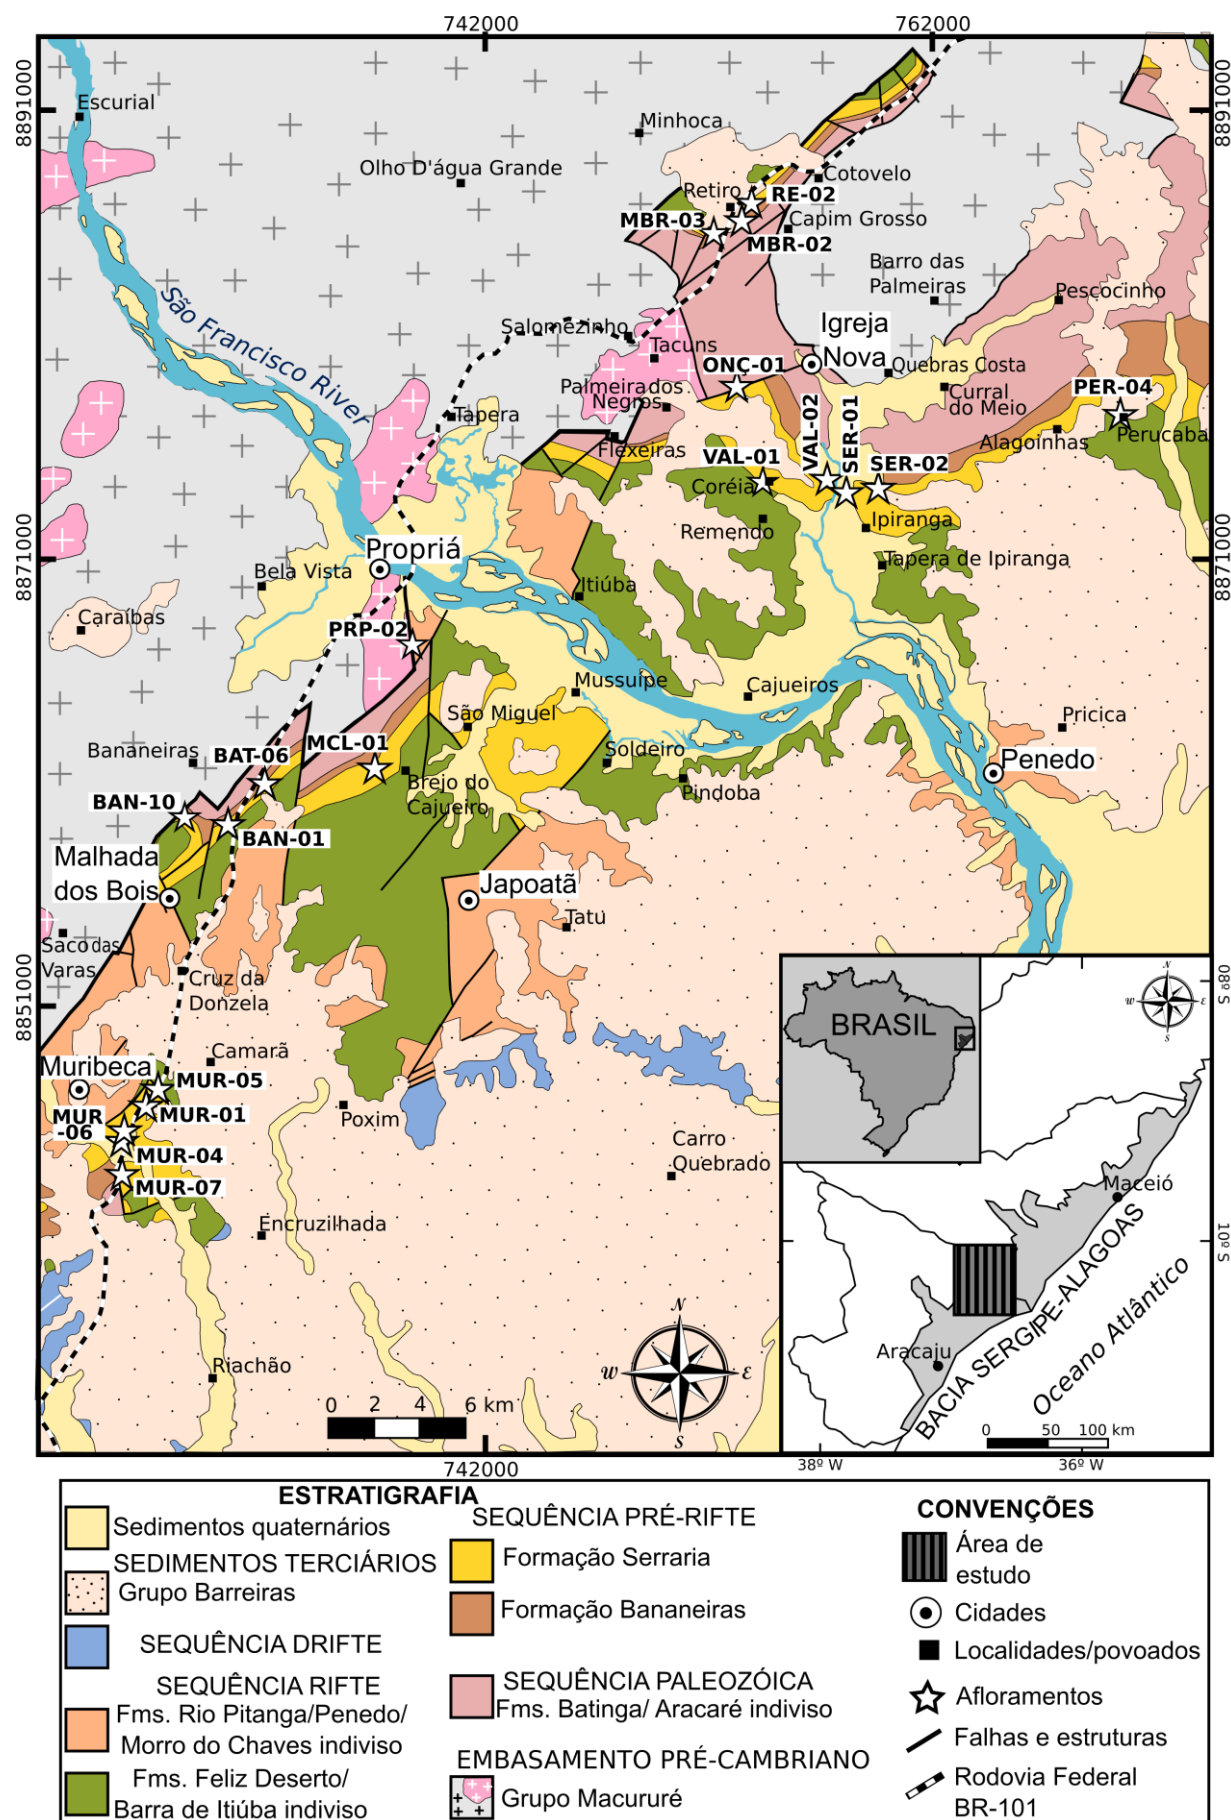 742000
762000
8891000
8891000
Escurial
Minhoca
Olho D'água Grande
Cotovelo
Retiro
RE-02
MBR-03
Capim Grosso
MBR-02
Barro das
Palmeiras
Pescocinho
São Francisco River
Salomezinho
Igreja
Nova
Tacuns
ONÇ-01
Quebras Costa
Palmeira dos
Negros
Curral
do Meio
PER-04
Tapera
Flexeiras
Alagoinhas
Perucaba
VAL-02
SER-01
VAL-01
SER-02
Coréia
Remendo
Ipiranga
8871000
8871000
Propriá
Tapera de Ipiranga
Bela Vista
Itiúba
Caraíbas
PRP-02
Mussuipe
Cajueiros
São Miguel
Pricica
Bananeiras
MCL-01
BAT-06
Soldeiro
Penedo
Brejo do
Cajueiro
Pindoba
BAN-10
BAN-01
Malhada
dos Bois
Japoatã
Tatu
Saco das
Varas
Cruz da
Donzela
8851000
Camarã
Muribeca
MUR-05
MUR-01
MUR
-06
MUR-04
MUR-07
Poxim
Carro
Quebrado
Encruzilhada
Riachão
N
W
E
S
0 2 4 6 km
742000
BRASIL
N
W
E
S
08º S
Maceió
10º S
BACIA SERGIPE-ALAGOAS
Oceano Atlântico
Aracaju
0 50 100 km
38º W
36º W
ESTRATIGRAFIA
Sedimentos quaternários
SEDIMENTOS TERCIÁRIOS
Grupo Barreiras
SEQUÊNCIA DRIFTE
SEQUÊNCIA RIFTE
Fms. Rio Pitanga/Penedo/
Morro do Chaves indiviso
Fms. Feliz Deserto/
Barra de Itiúba indiviso
SEQUÊNCIA PRÉ-RIFTE
Formação Serraria
Formação Bananeiras
SEQUÊNCIA PALEOZÓICA
Fms. Batinga/ Aracaré indiviso
EMBASAMENTO PRÉ-CAMBRIANO
Grupo Macururé
CONVENÇÕES
Área de
estudo
Cidades
Localidades/povoados
Afloramentos
Falhas e estruturas
Rodovia Federal
BR-101